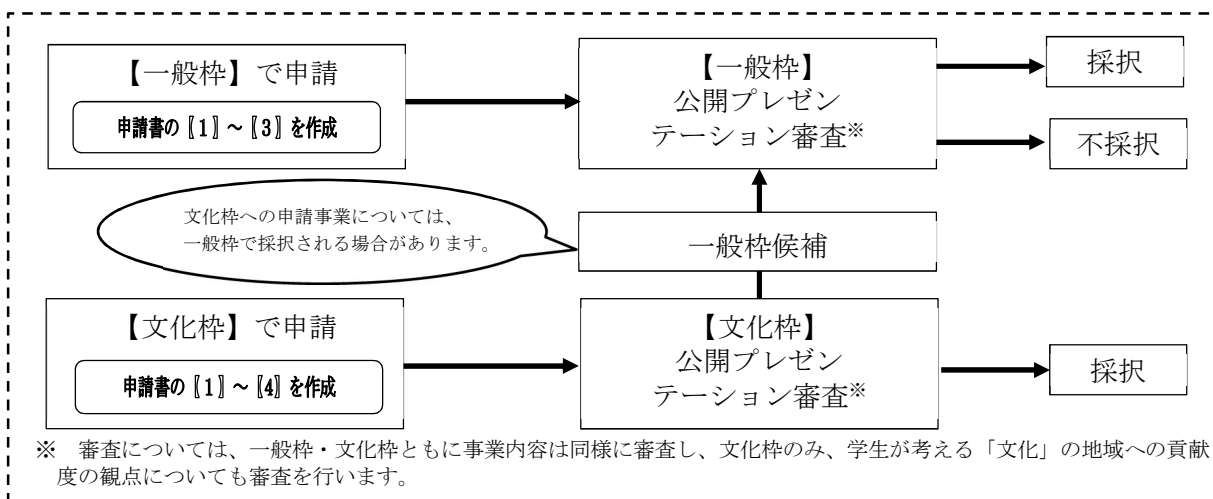 【一般枠】で申請
申請書の〖1〗～〖3〗を作成
【一般枠】
公開プレゼン
テーション審査※
採択
不採択
文化枠への申請事業については、
一般枠で採択される場合があります。
一般枠候補
【文化枠】で申請
申請書の〖1〗～〖4〗を作成
【文化枠】
公開プレゼン
テーション審査※
採択
※　審査については、一般枠・文化枠ともに事業内容は同様に審査し、文化枠のみ、学生が考える「文化」の地域への貢献
度の観点についても審査を行います。